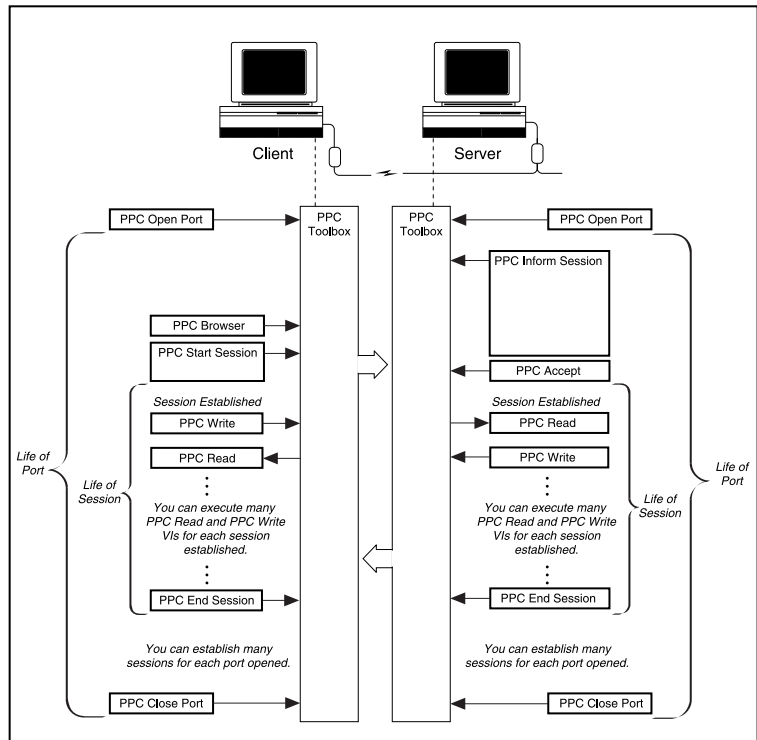 Client
Server
PPC Open Port
PPC
Toolbox
PPC
Toolbox
PPC Open Port
PPC Inform Session
PPC Browser
PPC Start Session
PPC Accept
Session Established
Session Established
PPC Write
PPC Read
Life of
Port
Life of
Session
PPC Read
PPC Write
Life of
Session
Life of
Port
You can execute many
PPC Read and PPC Write
VIs for each session
established.
You can execute many
PPC Read and PPC Write
VIs for each session
established.
PPC End Session
PPC End Session
You can establish many
sessions for each port opened.
You can establish many
sessions for each port opened.
PPC Close Port
PPC Close Port